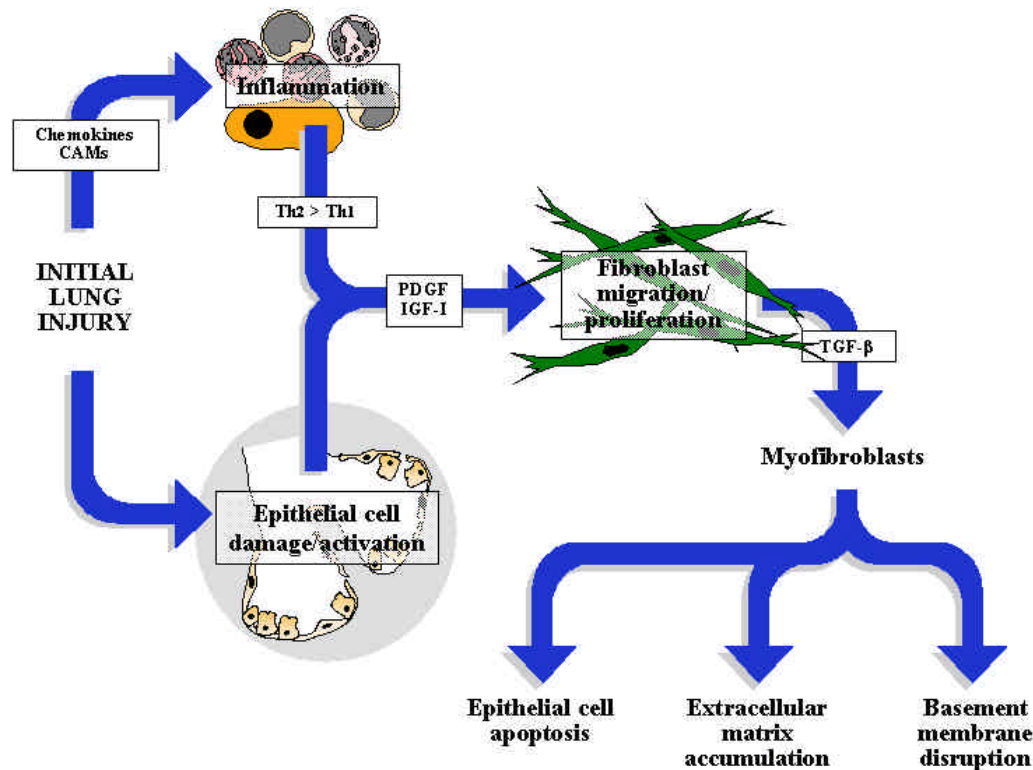 Inflammation
Chemokines
CAMs
Th2 > Th1
INITIAL
LUNG
INJURY
PDGF
IGF-I
Fibroblast
migration/
proliferation
TGF-β
Myofibroblasts
Epithelial cell
damage/activation
Epithelial cell
apoptosis
Extracellular
matrix
accumulation
Basement
membrane
disruption